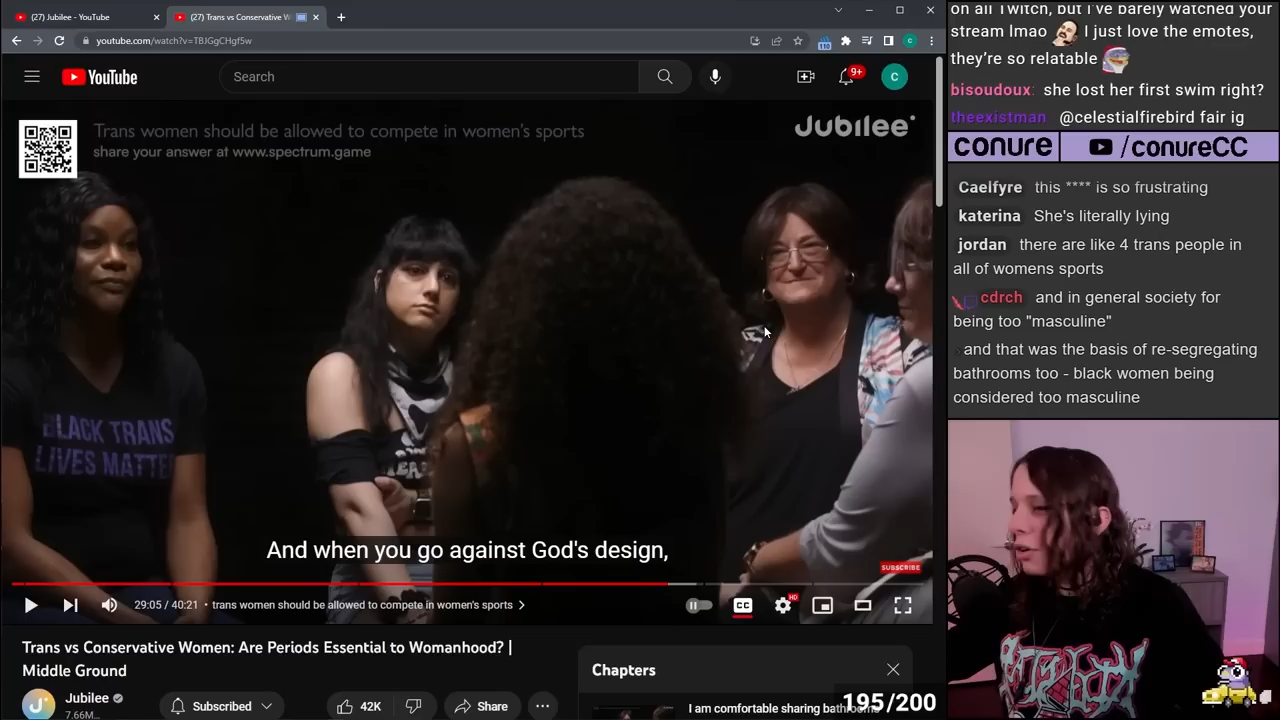 (27) Jubilee - YouTube
(27) Trans vs Conservative W
youtube.com/watch?v=TBJGgCHgf5w
YouTube
Search
9+
C
Trans women should be allowed to compete in women's sports
share your answer at www.spectrum.game
Jubilee
BLACK TRANS
LIVES MATTER
And when you go against God's design,
SUBSCRIBE
29:05 / 40:21 • trans women should be allowed to compete in women's sports
CC
HD
Trans vs Conservative Women: Are Periods Essential to Womanhood? |
Middle Ground
Jubilee
7.66M...
Subscribed
42K
Share
Chapters
I am comfortable sharing bathrooms
195/200
on all Twitch, but I've barely watched your
stream lmao I just love the emotes,
they're so relatable
bisoudoux: she lost her first swim right?
theexistman @celestialfirebird fair ig
conure /conureCC
Caelfyre this **** is so frustrating
katerina She's literally lying
jordan there are like 4 trans people in
all of womens sports
cdrch and in general society for
being too "masculine"
and that was the basis of re-segregating
bathrooms too - black women being
considered too masculine